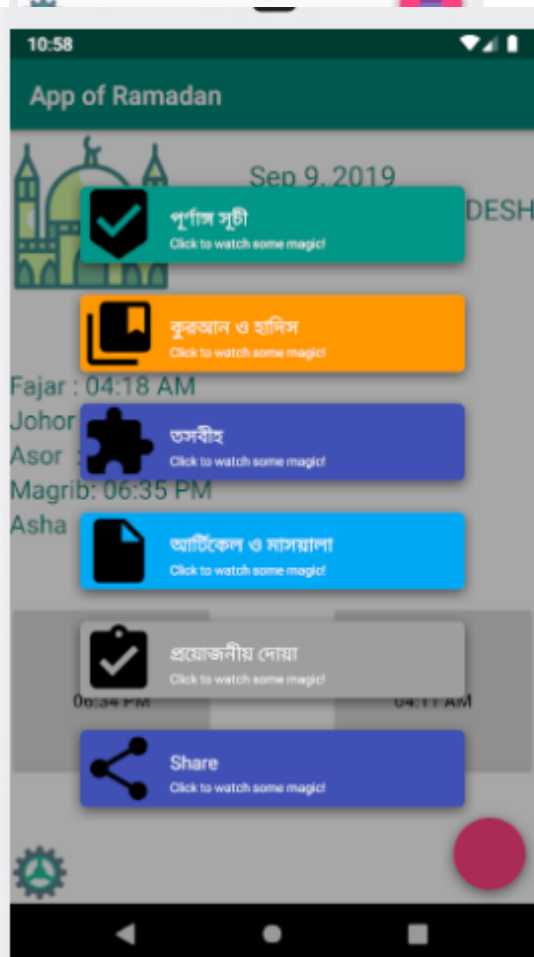 10:58
App of Ramadan
Sep 9, 2019
DESH
পূর্ণাঙ্গ সূচী
Click to watch some magic!
কুরআন ও হাদিস
Click to watch some magic!
Fajar : 04:18 AM
Johor
তসবীহ
Asor :
Click to watch some magic!
Magrib: 06:35 PM
Asha
আর্টিকেল ও মাসয়ালা
Click to watch some magic!
প্রয়োজনীয় দোয়া
Click to watch some magic!
06:34 PM
04:11 AM
Share
Click to watch some magic!